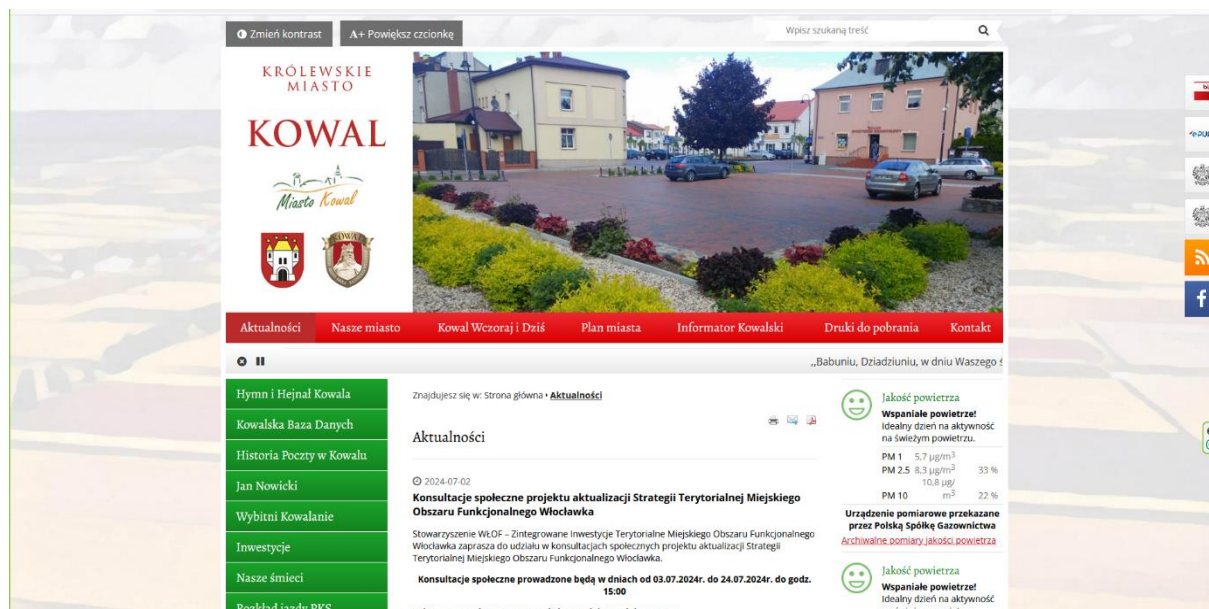 Zmień kontrast
A+ Powiększ czcionkę
Wpisz szukaną treść
KRÓLEWSKIE
MIASTO
KOWAL
Miasto Kowal
KOWAL
Aktualności
Nasze miasto
Kowal Wczoraj i Dziś
Plan miasta
Informator Kowalski
Druki do pobrania
Kontakt
„Babuniu, Dziadziuniu, w dniu Waszego ś
Hymn i Hejnał Kowala
Kowalska Baza Danych
Historia Poczty w Kowalu
Jan Nowicki
Wybitni Kowalanie
Inwestycje
Nasze śmieci
Rozkład jazdy PKS
Znajdujesz się w: Strona główna • Aktualności
Aktualności
2024-07-02
Konsultacje społeczne projektu aktualizacji Strategii Terytorialnej Miejskiego
Obszaru Funkcjonalnego Włocławka
Stowarzyszenie WŁOF – Zintegrowane Inwestycje Terytorialne Miejskiego Obszaru Funkcjonalnego
Włocławka zaprasza do udziału w konsultacjach społecznych projektu aktualizacji Strategii
Terytorialnej Miejskiego Obszaru Funkcjonalnego Włocławka.
Konsultacje społeczne prowadzone będą w dniach od 03.07.2024r. do 24.07.2024r. do godz.
15:00
Jakość powietrza
Wspaniałe powietrze!
Idealny dzień na aktywność
na świeżym powietrzu.
PM 1 5,7 µg/m3
PM 2.5 8,3 µg/m3 33 %
10,8 µg/
PM 10 m3 22 %
Urządzenie pomiarowe przekazane
przez Polską Spółkę Gazownictwa
Archiwalne pomiary jakości powietrza
Jakość powietrza
Wspaniałe powietrze!
Idealny dzień na aktywność